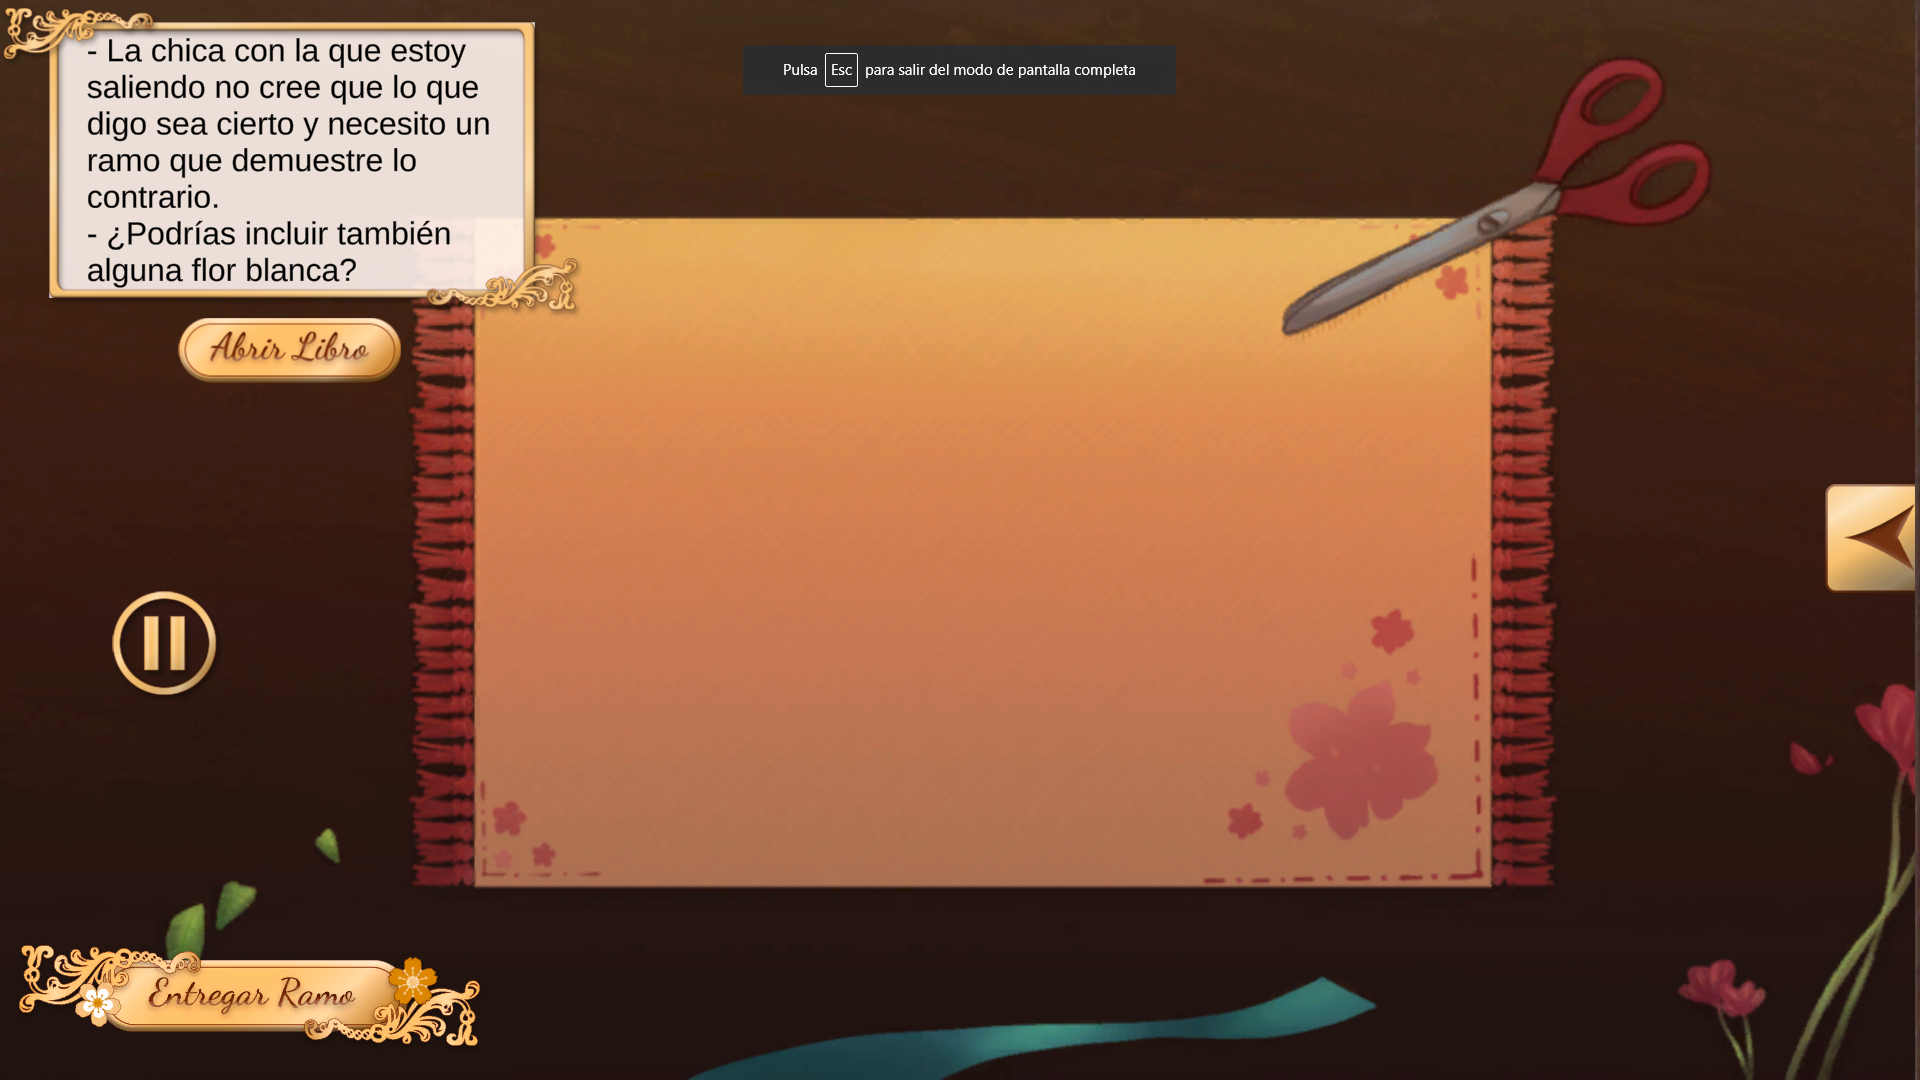 - La chica con la que estoy
saliendo no cree que lo que
digo sea cierto y necesito un
ramo que demuestre lo
contrario.
- ¿Podrías incluir también
alguna flor blanca?
Pulsa Esc para salir del modo de pantalla completa
Abrir Libro
Entregar Ramo